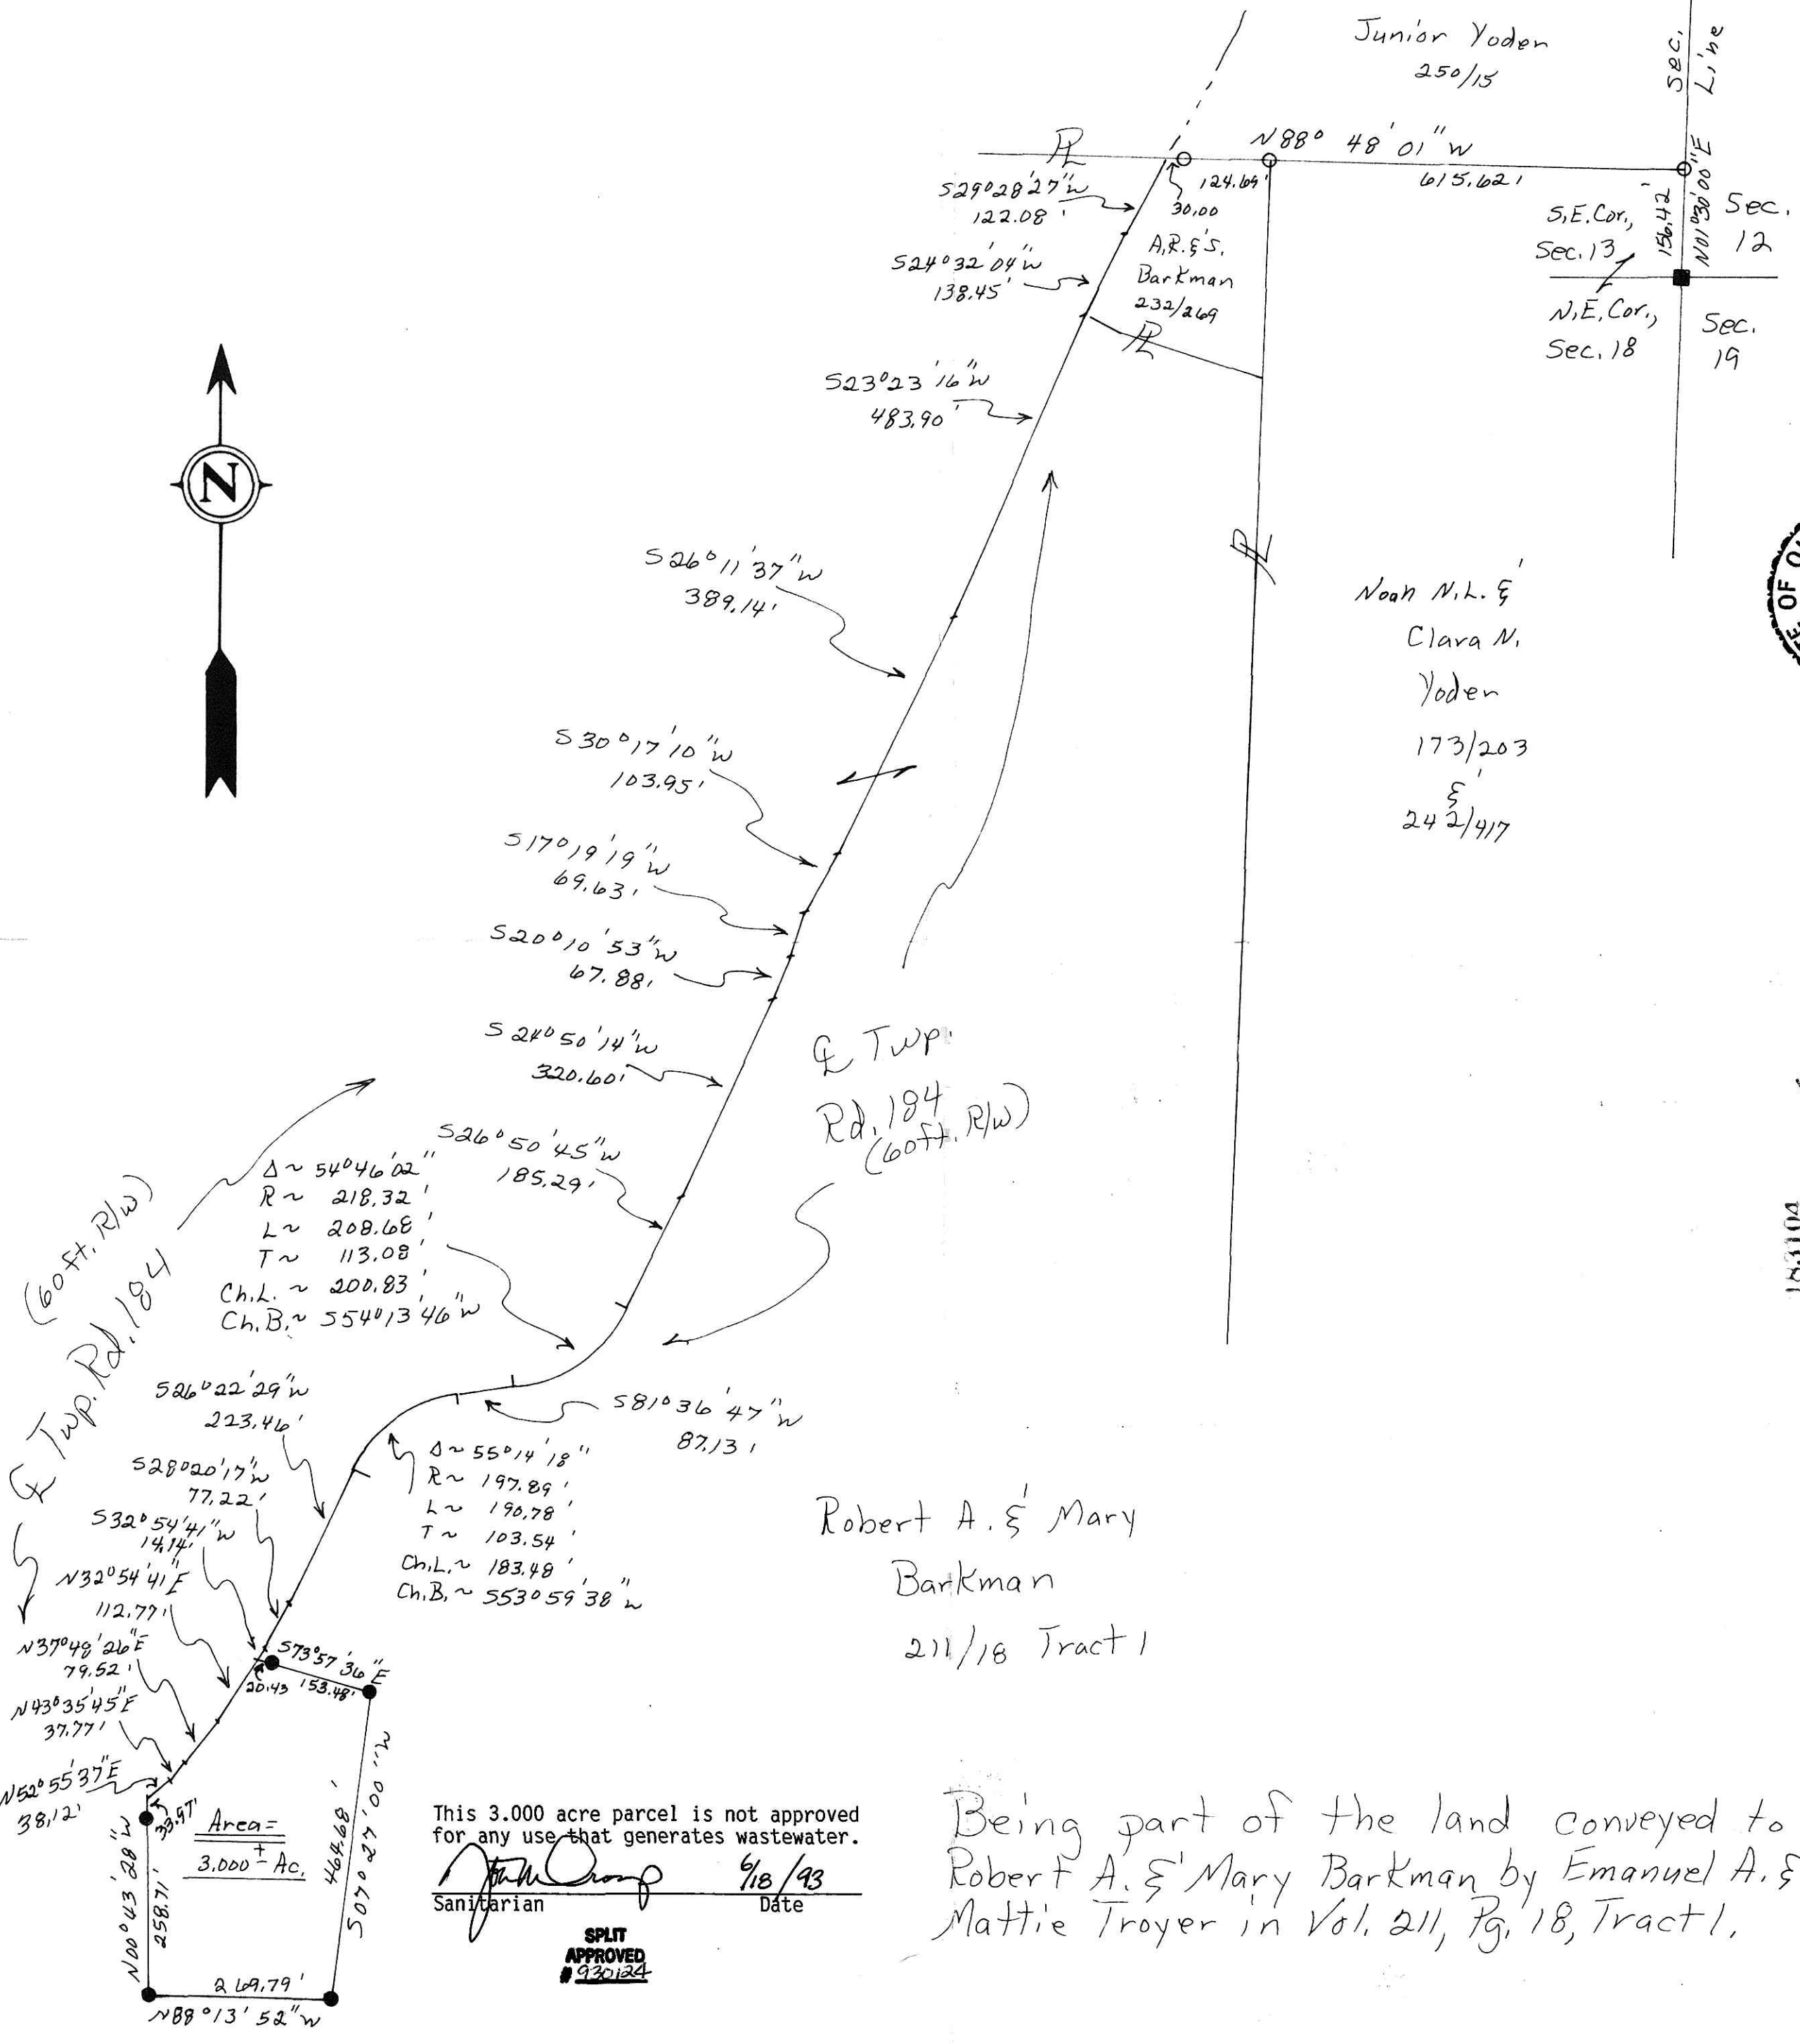 Junior Yoder
250/15
Sec.
Line
N88° 48' 01" W
124.69'
615.62'
30.00
S29°28'27"W
122.08'
S24°32'04"W
138.45'
A.R. & S.
Barkman
232/269
PL
PL
156.42'
N01°30'00"E
S.E. Cor.,
Sec. 13
Sec.
12
N.E. Cor.,
Sec. 18
Sec.
19
S23°23'16"W
483.90'
N
S26°11'37"W
389.14'
PL
Noah N.L. &
Clara N.
Yoder
173/203
&
242/417
OF
S30°17'10"W
103.95'
S17°19'19"W
69.63'
S20°10'53"W
67.88'
S24°50'14"W
320.60'
℄ Twp.
Rd. 184
(60 ft. R/W)
S26°50'45"W
185.29'
Δ ~ 54°46'02"
R ~ 218.32'
L ~ 208.68'
T ~ 113.08'
Ch.L. ~ 200.83'
Ch.B. ~ S54°13'46"W
183104
(60 ft. R/W)
℄ Twp. Rd. 184
S26°22'29"W
223.46'
S81°36'47"W
87.13'
Δ ~ 55°14'18"
R ~ 197.89'
L ~ 190.78'
T ~ 103.54'
Ch.L. ~ 183.48'
Ch.B. ~ S53°59'38"W
S28°20'17"W
77.22'
S32°54'41"W
14.14'
N32°54'41"E
112.77'
N37°48'26"E
79.52'
N43°35'45"E
37.77'
N52°55'37"E
38.12'
S73°57'36"E
20.43 153.48'
Robert A. & Mary
Barkman
211/18 Tract 1
33.97'
N00°43'28"W
258.71'
Area =
3.000 ± Ac.
464.68'
S07°27'00"W
269.79'
N88°13'52"W
This 3.000 acre parcel is not approved
for any use that generates wastewater.
6/18/93
Sanitarian Date
SPLIT
APPROVED
# 930124
Being part of the land conveyed to
Robert A. & Mary Barkman by Emanuel A. &
Mattie Troyer in Vol. 211, Pg. 18, Tract 1.